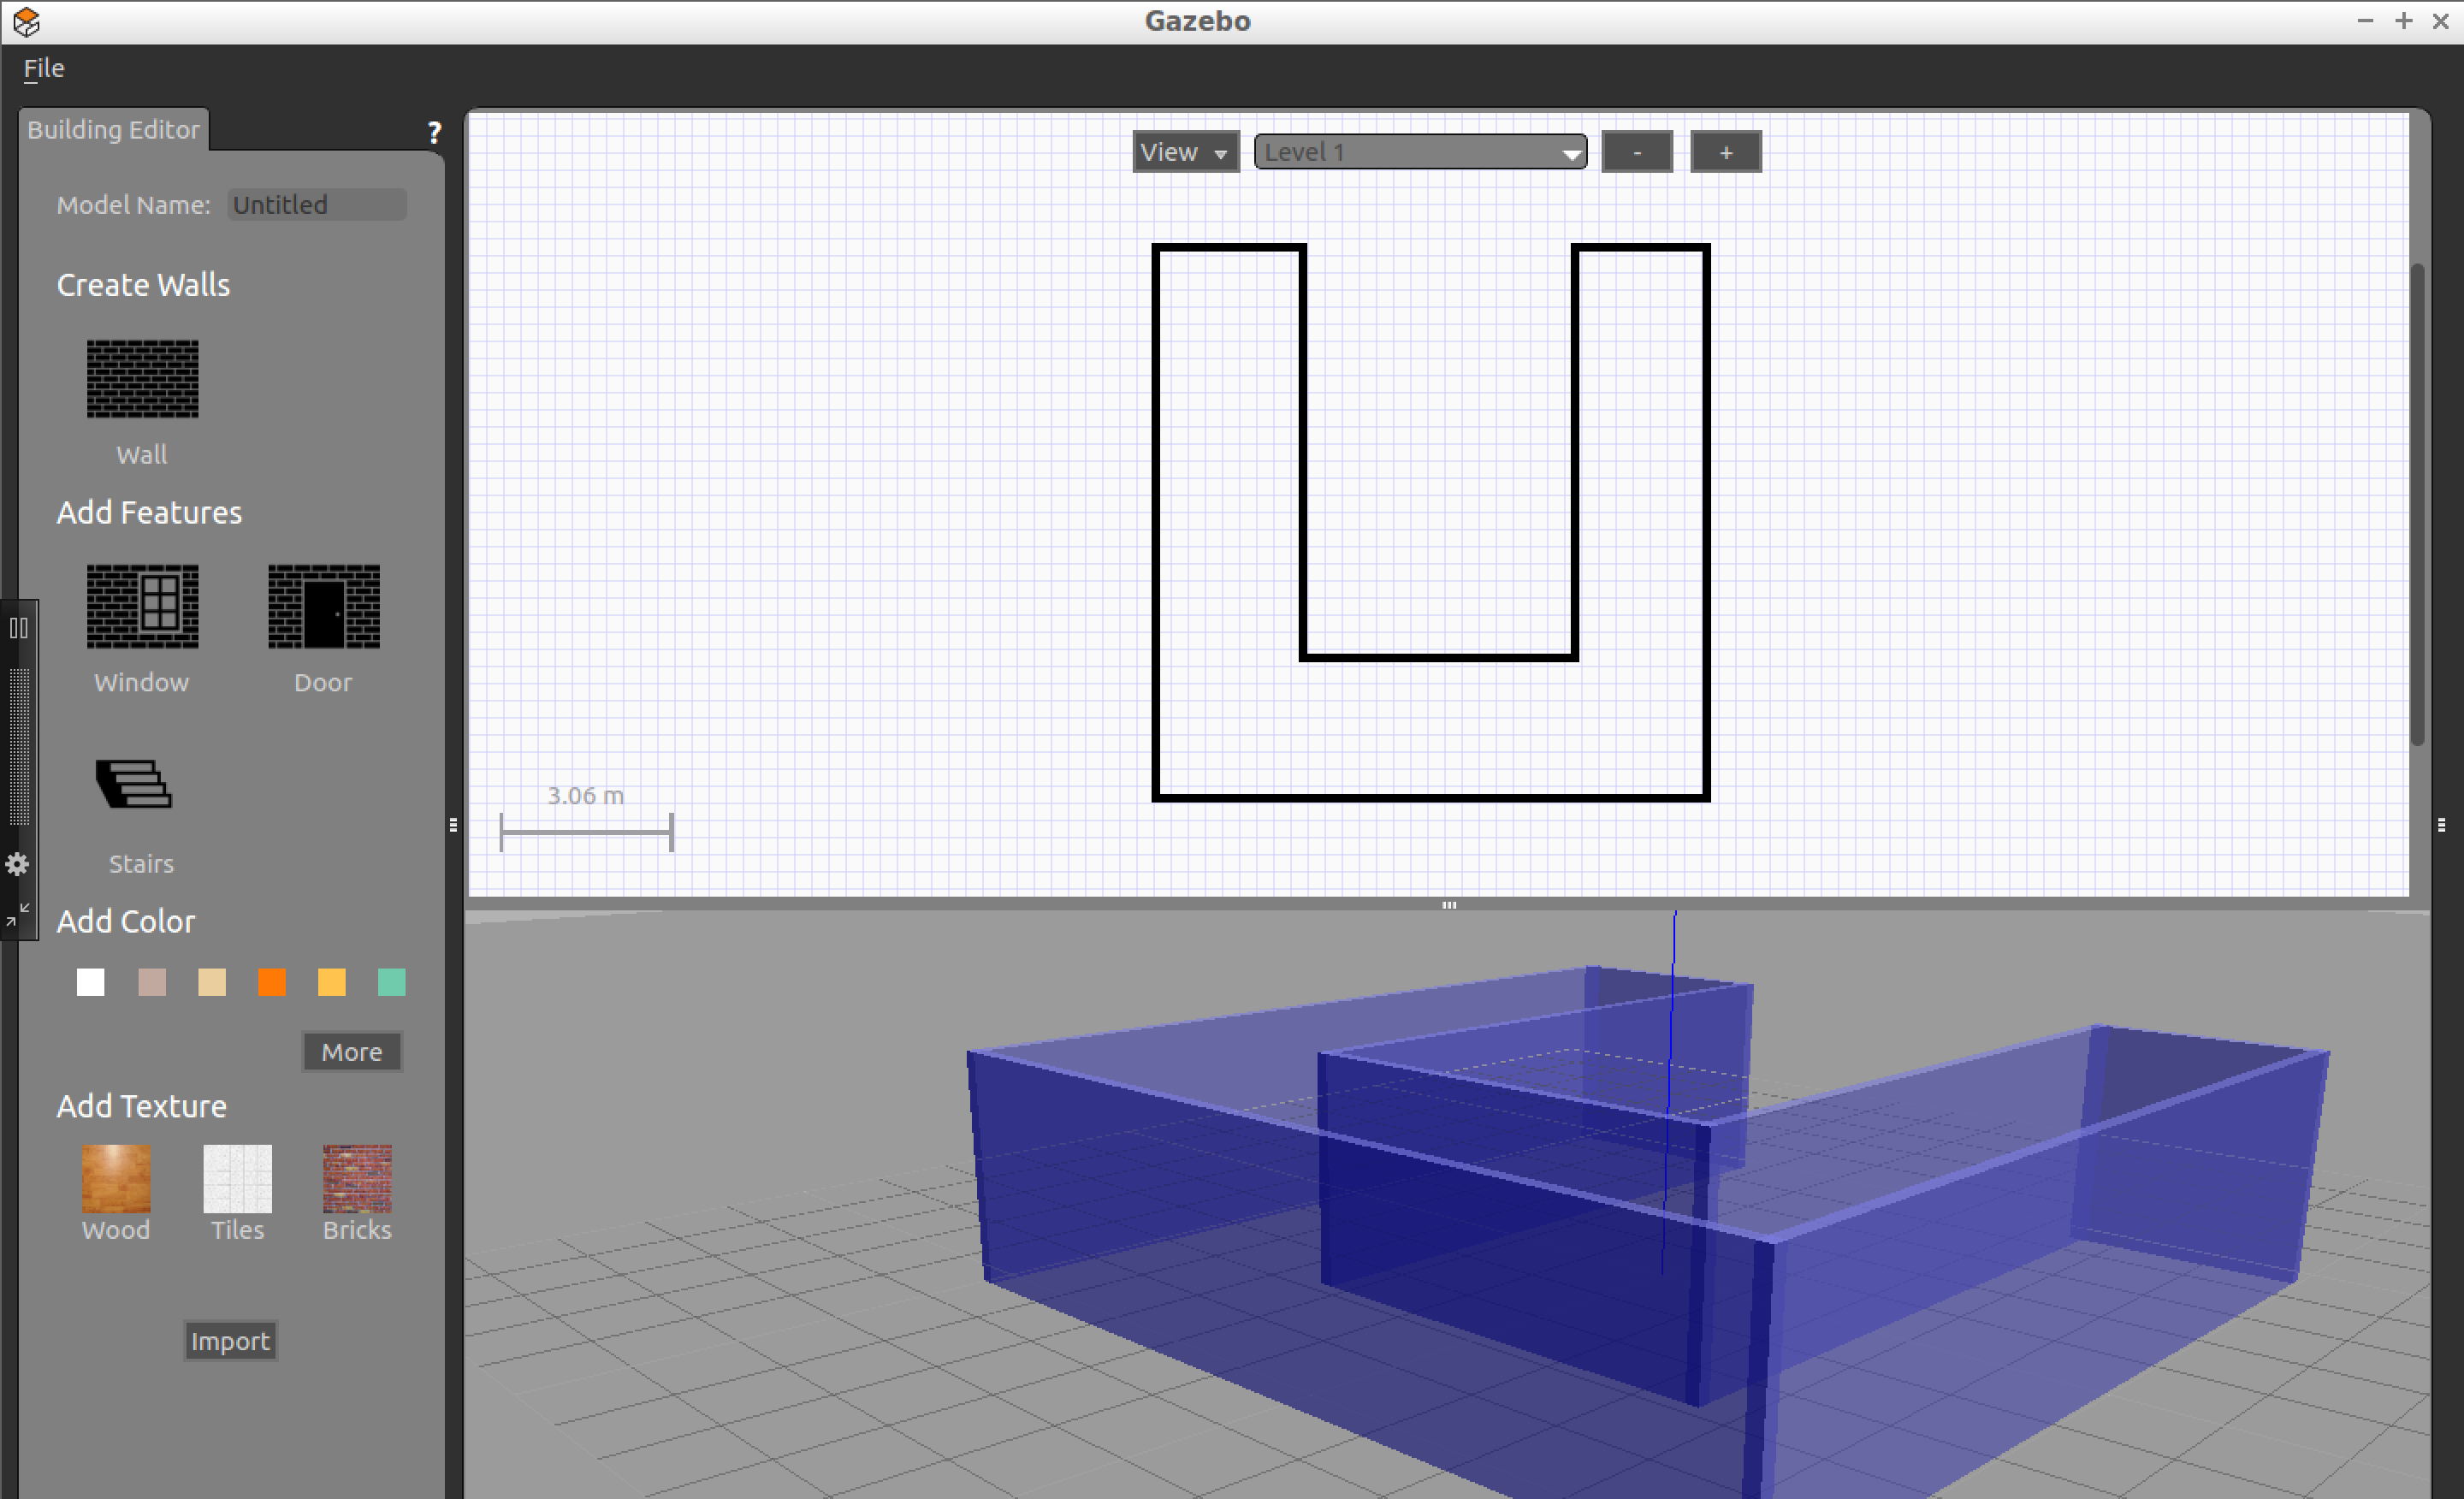 Gazebo
File
Building Editor
?
Model Name: Untitled
Create Walls
Wall
Add Features
Window Door
Stairs
Add Color
More
Add Texture
Wood Tiles Bricks
Import
View Level 1 - +
3.06 m